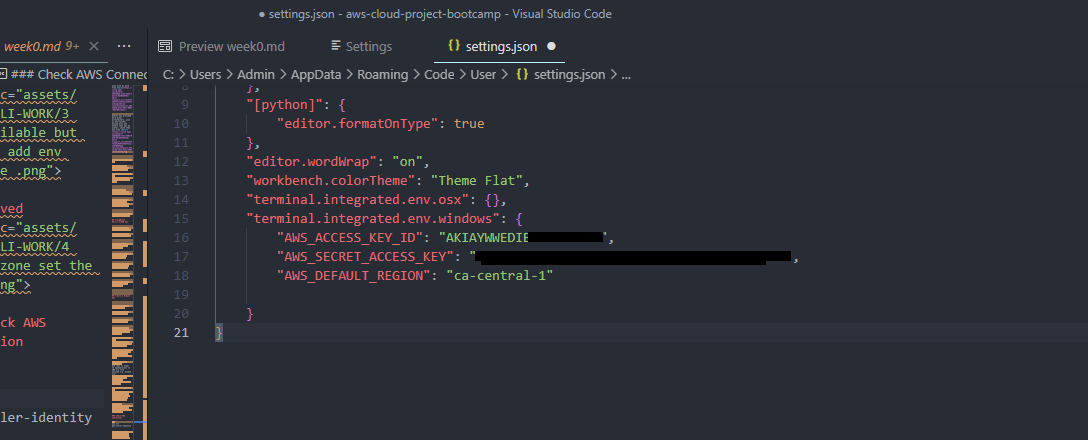 settings.json - aws-cloud-project-bootcamp - Visual Studio Code
week0.md 9+
Preview week0.md
Settings
settings.json
### Check AWS Connec
C: > Users > Admin > AppData > Roaming > Code > User > {} settings.json > ...
c="assets/
LI-WORK/3
ilable but
add env
e .png">
ved
c="assets/
LI-WORK/4
zone set the
ng">
ck AWS
ion
ler-identity
8 },
9 "[python]": {
10 "editor.formatOnType": true
11 },
12 "editor.wordWrap": "on",
13 "workbench.colorTheme": "Theme Flat",
14 "terminal.integrated.env.osx": {},
15 "terminal.integrated.env.windows": {
16 "AWS_ACCESS_KEY_ID": "AKIAYWWEDIE ",
17 "AWS_SECRET_ACCESS_KEY": " ,
18 "AWS_DEFAULT_REGION": "ca-central-1"
19
20 }
21 }